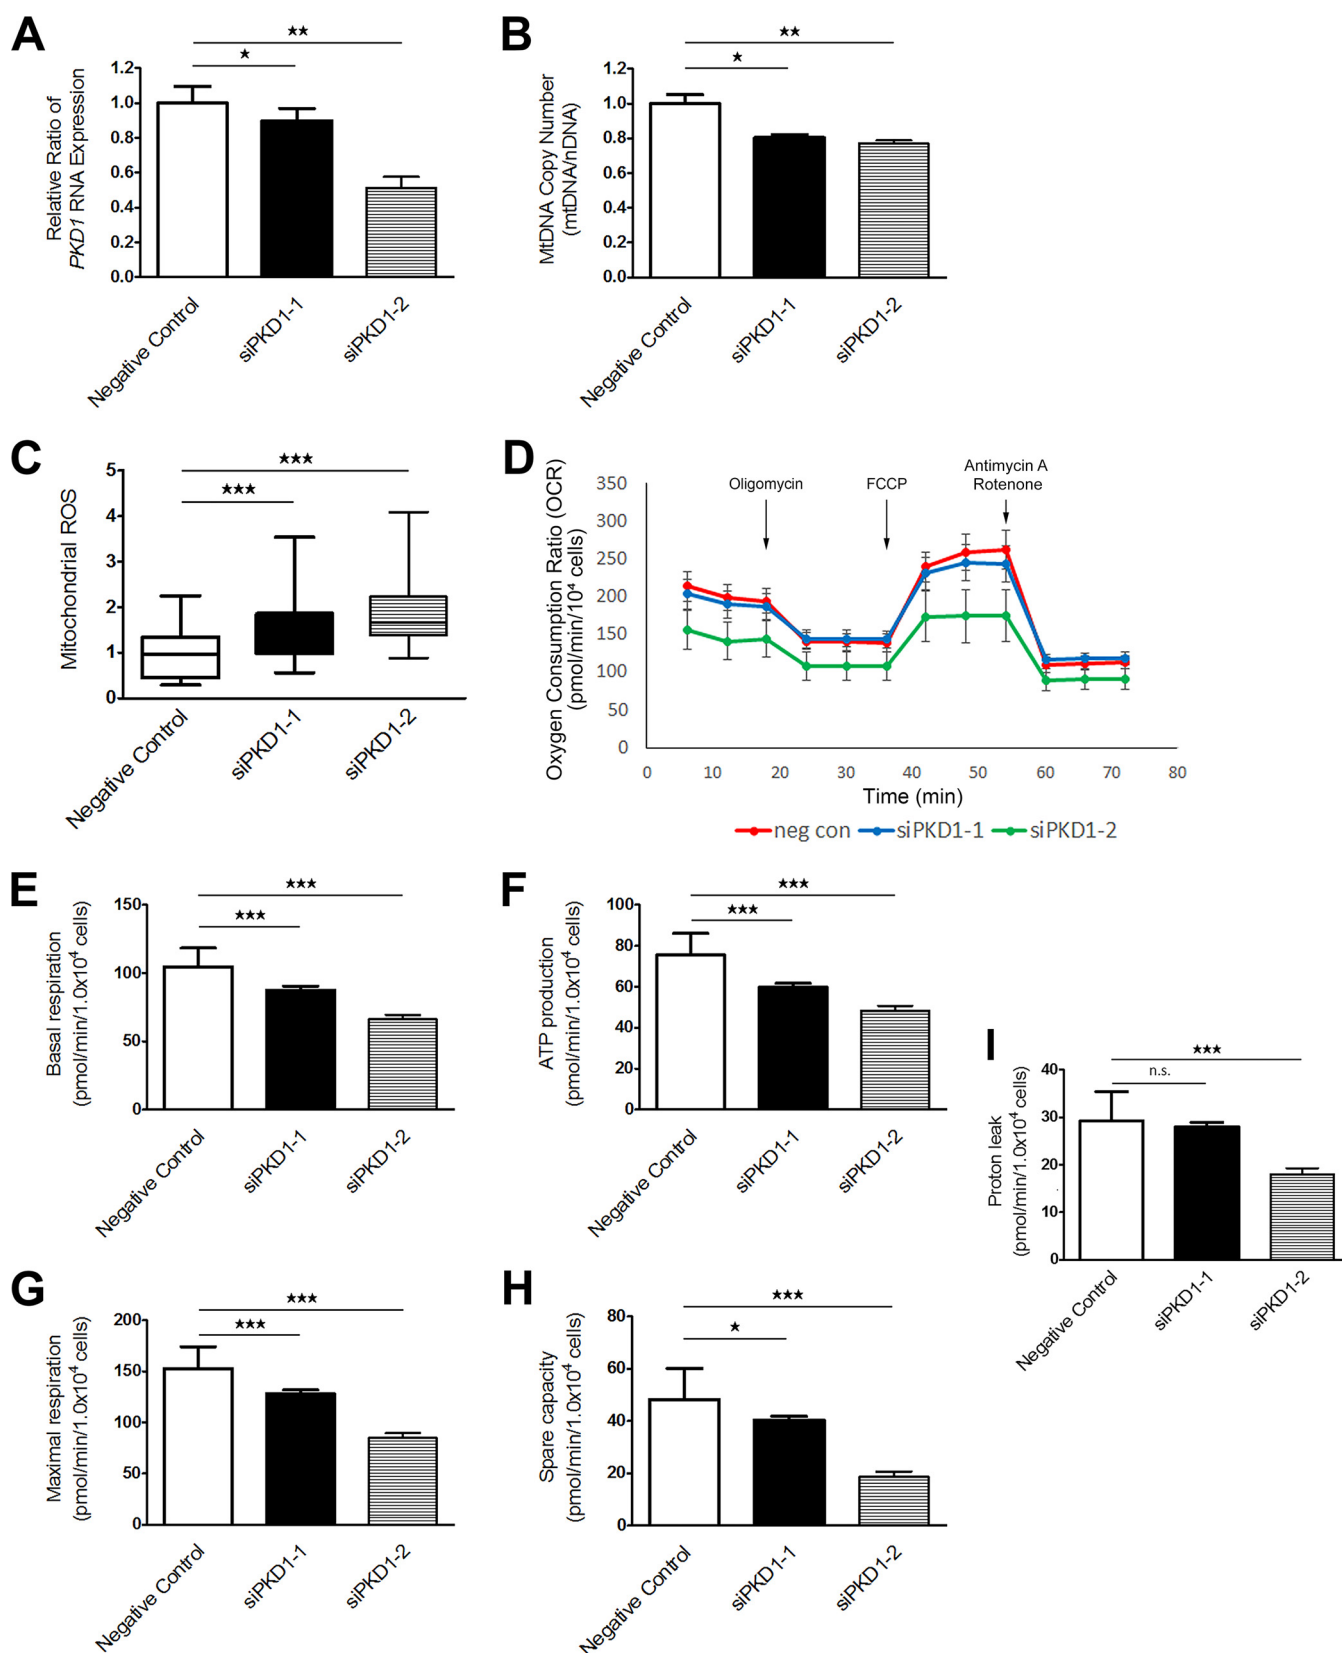 A
★★
★
Relative Ratio of
PKD1 RNA Expression
1.2
1.0
0.8
0.6
0.4
0.2
0.0
Negative Control
siPKD1-1
siPKD1-2
B
★★
★
MtDNA Copy Number
(mtDNA/nDNA)
1.2
1.0
0.8
0.6
0.4
0.2
0.0
Negative Control
siPKD1-1
siPKD1-2
C
★★★
★★★
Mitochondrial ROS
5
4
3
2
1
0
Negative Control
siPKD1-1
siPKD1-2
D
Oxygen Consumption Ratio (OCR)
(pmol/min/10⁴ cells)
350
300
250
200
150
100
50
0
Oligomycin
FCCP
Antimycin A
Rotenone
0 10 20 30 40 50 60 70 80
Time (min)
neg con siPKD1-1 siPKD1-2
E
★★★
★★★
Basal respiration
(pmol/min/1.0x10⁴ cells)
150
100
50
0
Negative Control
siPKD1-1
siPKD1-2
F
★★★
★★★
ATP production
(pmol/min/1.0x10⁴ cells)
100
80
60
40
20
0
Negative Control
siPKD1-1
siPKD1-2
I
★★★
n.s.
Proton leak
(pmol/min/1.0x10⁴ cells)
40
30
20
10
0
Negative Control
siPKD1-1
siPKD1-2
G
★★★
★★★
Maximal respiration
(pmol/min/1.0x10⁴ cells)
200
150
100
50
0
Negative Control
siPKD1-1
siPKD1-2
H
★★★
★
Spare capacity
(pmol/min/1.0x10⁴ cells)
80
60
40
20
0
Negative Control
siPKD1-1
siPKD1-2